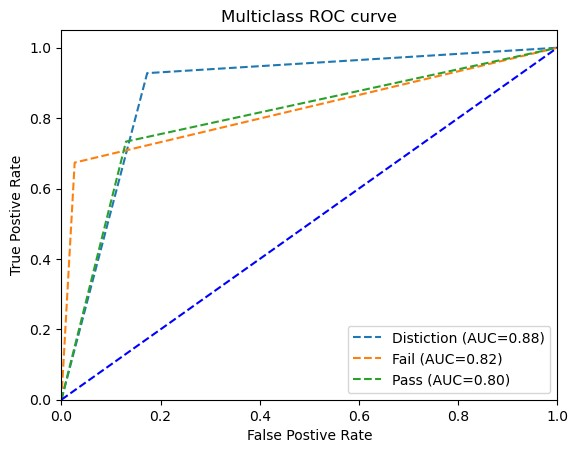 Multiclass ROC curve
1.0
0.8
0.6
0.4
0.2
0.0
True Postive Rate
Distiction (AUC=0.88)
Fail (AUC=0.82)
Pass (AUC=0.80)
0.0 0.2 0.4 0.6 0.8 1.0
False Postive Rate